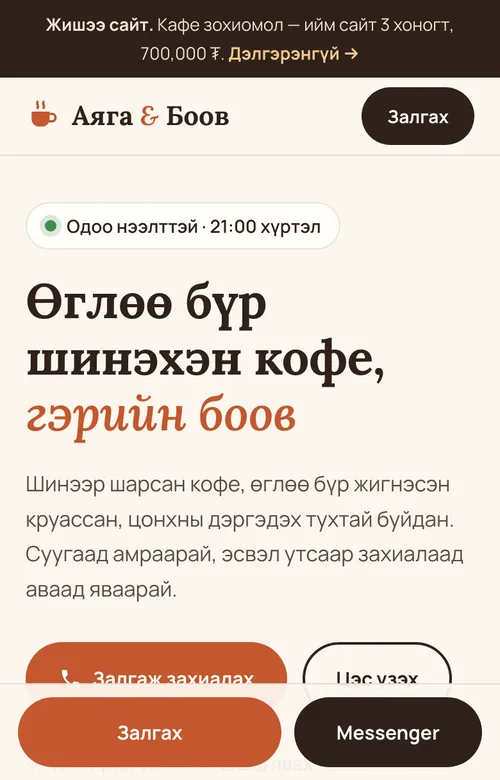 Жишээ сайт. Кафе зохиомол — ийм сайт 3 хоногт,
700,000 ₮. Дэлгэрэнгүй →
Аяга & Боов
Залгах
Одоо нээлттэй · 21:00 хүртэл
Өглөө бүр
шинэхэн кофе,
гэрийн боов
Шинээр шарсан кофе, өглөө бүр жигнэсэн
круассан, цонхны дэргэдэх тухтай буйдан.
Суугаад амраарай, эсвэл утсаар захиалаад
аваад яваарай.
Залгаж захиалах
Цэс үзэх
Залгах
Messenger